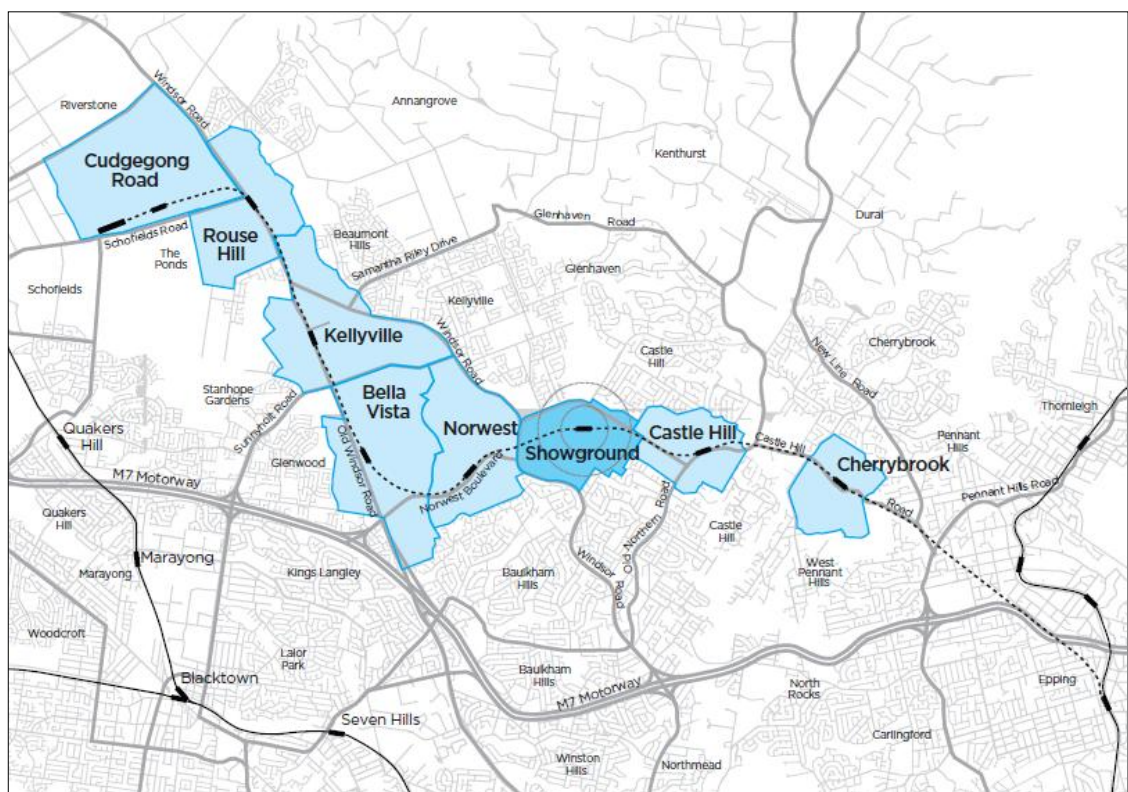 Riverstone
Windsor Road
Annangrove
Cudgegong
Road
Kenthurst
Schofields Road
Rouse
Hill
The
Ponds
Beaumont
Hills
Samantha Riley Drive
Glenhaven Road
Dural
Glenhaven
Schofields
Kellyville
Kellyville
Windsor Road
Castle
Hill
New Line Road
Cherrybrook
Stanhope
Gardens
Sunnyholt Road
Bella
Vista
Norwest
Showground
Castle Hill
Castle Hill
Road
Cherrybrook
Pennant
Hills
Thornleigh
Pennant Hills Road
Quakers
Hill
M7 Motorway
Glenwood
Old Windsor Road
Norwest Boulevard
Quakers
Hill
Marayong
Marayong
Kings Langley
Baulkham
Hills
Windsor Road
Old Northern Road
Castle
Hill
West
Pennant
Hills
Woodcroft
Lalor
Park
Blacktown
Seven Hills
Baulkham
Hills
M7 Motorway
North
Rocks
Epping
Carlingford
Winston
Hills
Northmead